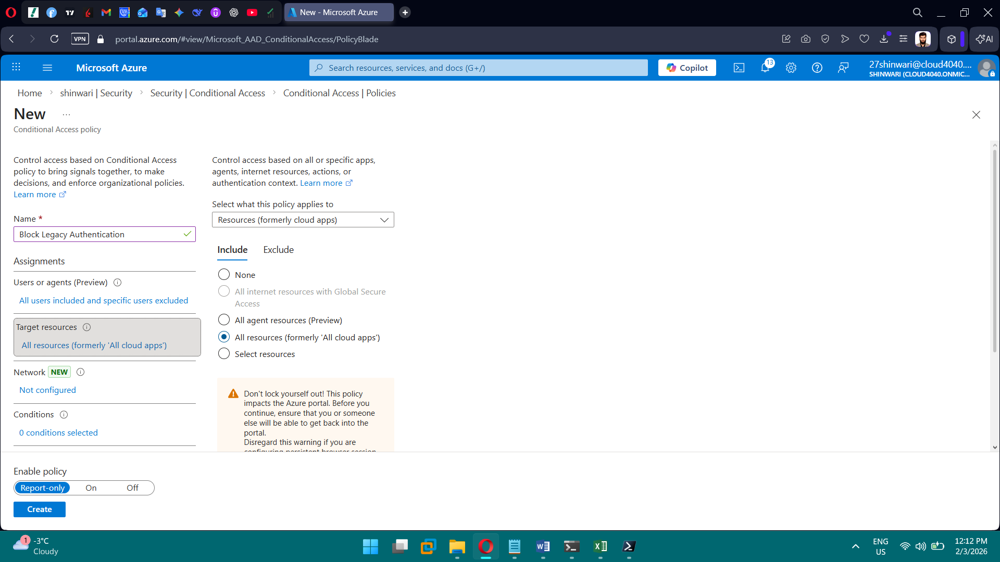 New - Microsoft Azure
VPN
portal.azure.com/#view/Microsoft_AAD_ConditionalAccess/PolicyBlade
AI
Microsoft Azure
Search resources, services, and docs (G+/)
Copilot
13
27shinwari@cloud4040....
SHINWARI (CLOUD4040.ONMIC...
Home > shinwari | Security > Security | Conditional Access > Conditional Access | Policies
New ...
Conditional Access policy
Control access based on Conditional Access
policy to bring signals together, to make
decisions, and enforce organizational policies.
Learn more
Name *
Block Legacy Authentication
Assignments
Users or agents (Preview)
All users included and specific users excluded
Target resources
All resources (formerly 'All cloud apps')
Network NEW
Not configured
Conditions
0 conditions selected
Control access based on all or specific apps,
agents, internet resources, actions, or
authentication context. Learn more
Select what this policy applies to
Resources (formerly cloud apps)
Include Exclude
None
All internet resources with Global Secure
Access
All agent resources (Preview)
All resources (formerly 'All cloud apps')
Select resources
Don't lock yourself out! This policy
impacts the Azure portal. Before you
continue, ensure that you or someone
else will be able to get back into the
portal.
Disregard this warning if you are
configuring persistent browser session
Enable policy
Report-only On Off
Create
1
-3°C
Cloudy
ENG
US
12:12 PM
2/3/2026